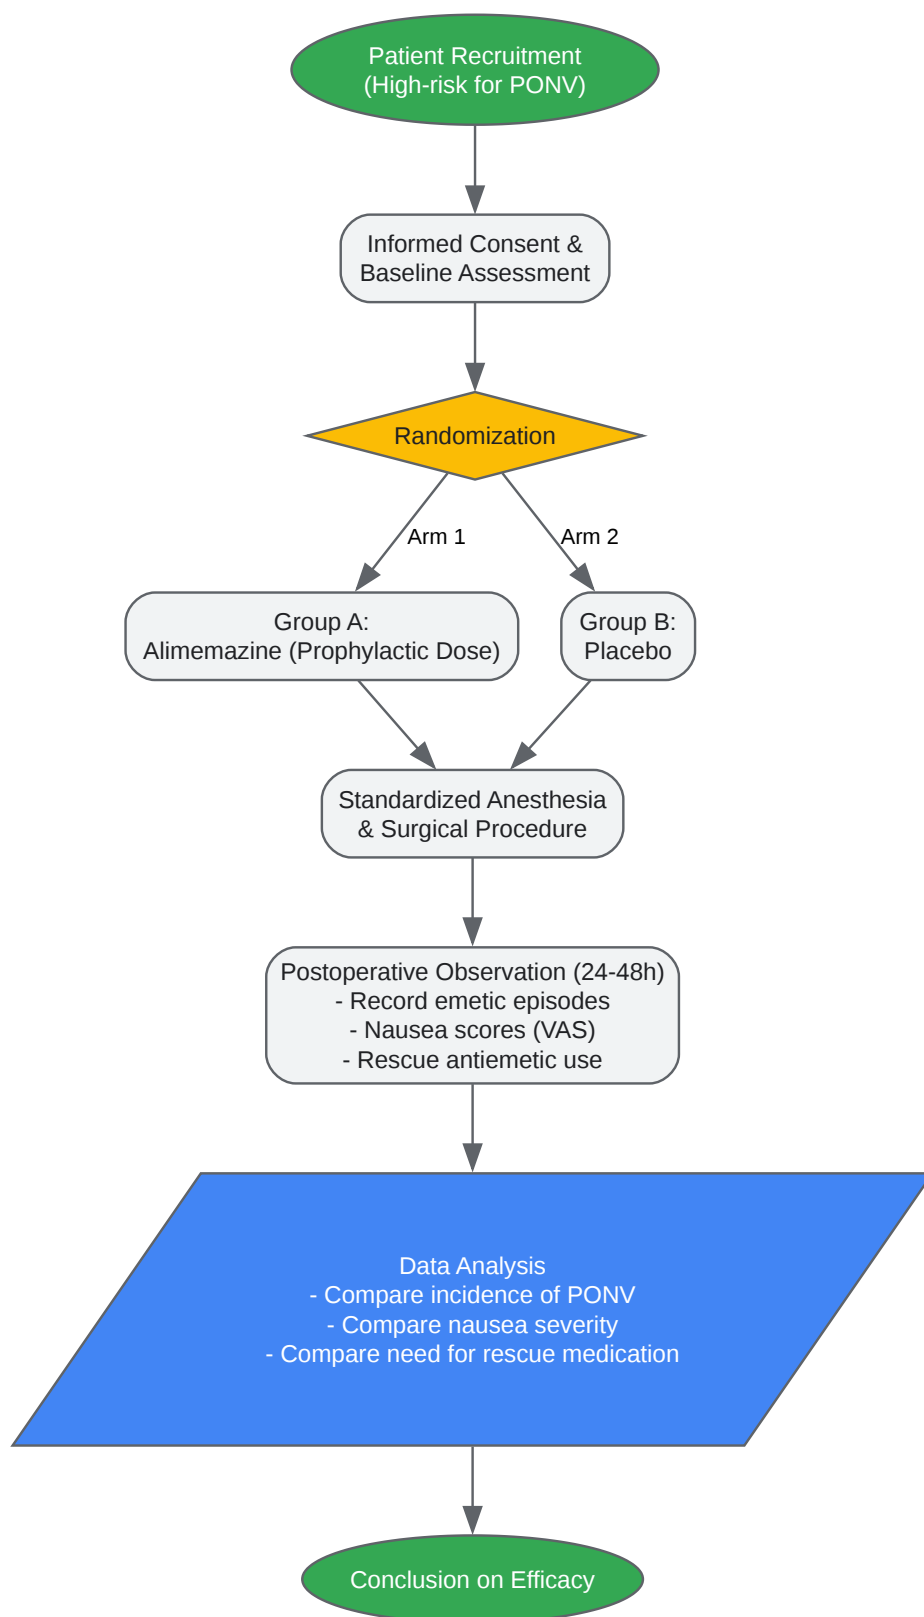 Patient Recruitment
(High-risk for PONV)
Informed Consent &
Baseline Assessment
Randomization
Arm 1
Arm 2
Group A:
Alimemazine (Prophylactic Dose)
Group B:
Placebo
Standardized Anesthesia
& Surgical Procedure
Postoperative Observation (24-48h)
- Record emetic episodes
- Nausea scores (VAS)
- Rescue antiemetic use
Data Analysis
- Compare incidence of PONV
- Compare nausea severity
- Compare need for rescue medication
Conclusion on Efficacy